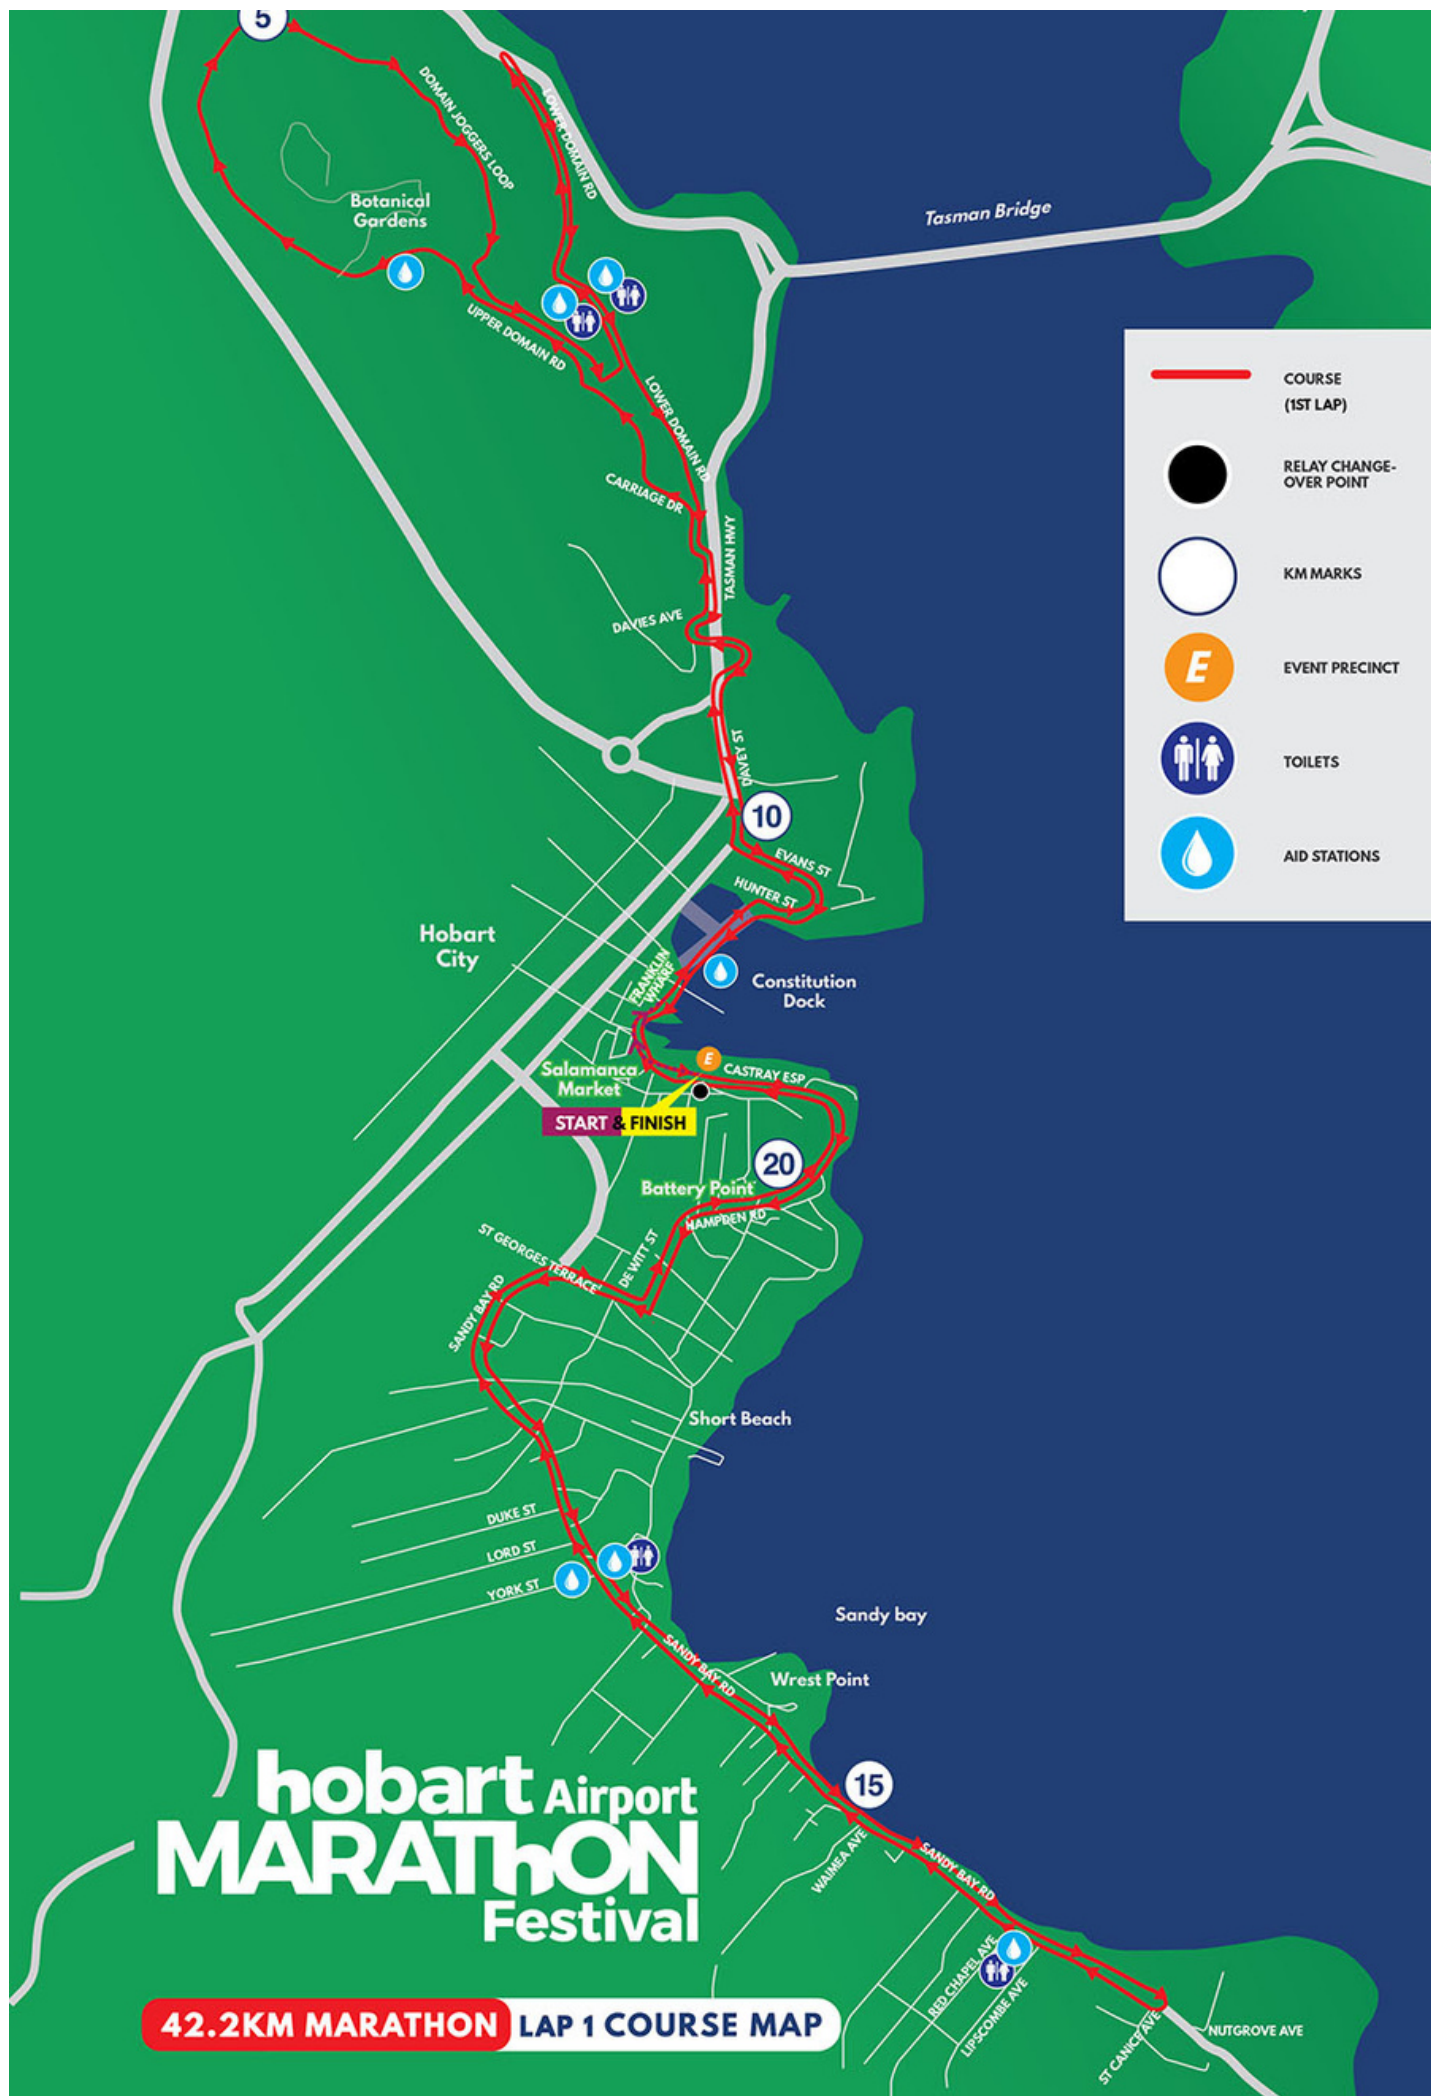 5
DOMAIN JOGGERS LOOP
LOWER DOMAIN RD
Botanical
Gardens
Tasman Bridge
UPPER DOMAIN RD
LOWER DOMAIN RD
CARRIAGE DR
TASMAN HWY
DAVIES AVE
DAVEY ST
10
EVANS ST
HUNTER ST
Hobart
City
FRANKLIN
WHARF
Constitution
Dock
E
CASTRAY ESP
Salamanca
Market
START & FINISH
20
Battery Point
HAMPDEN RD
DE WITT ST
ST GEORGES TERRACE
SANDY BAY RD
Short Beach
DUKE ST
LORD ST
YORK ST
Sandy bay
SANDY BAY RD
Wrest Point
15
WAIMEA AVE
SANDY BAY RD
RED CHAPEL AVE
LIPSCOMBE AVE
ST CANICE AVE
NUTGROVE AVE
COURSE
(1ST LAP)
RELAY CHANGE-
OVER POINT
KM MARKS
E
EVENT PRECINCT
TOILETS
AID STATIONS
hobart Airport
MARAThON
Festival
42.2KM MARATHON LAP 1 COURSE MAP